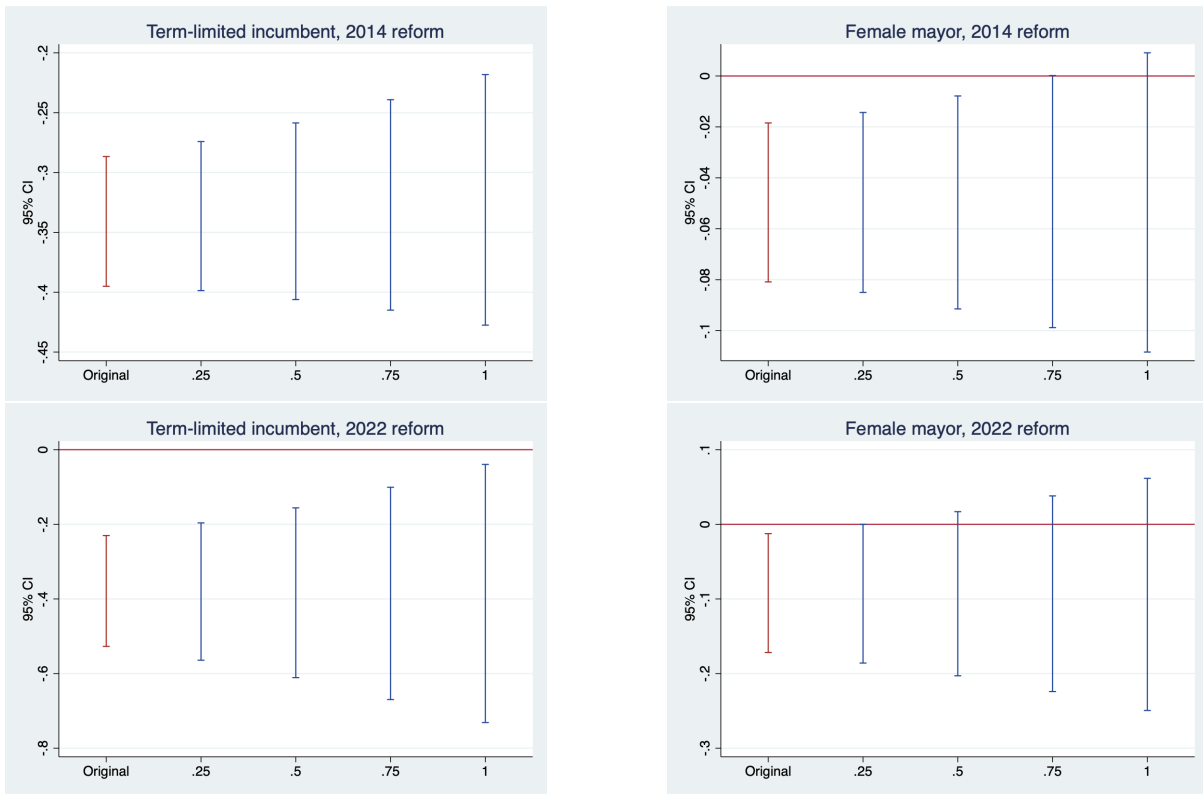 Term-limited incumbent, 2014 reform
95% CI
-.2
-.25
-.3
-.35
-.4
-.45
Original .25 .5 .75 1
Female mayor, 2014 reform
95% CI
0
-.02
-.04
-.06
-.08
-.1
Original .25 .5 .75 1
Term-limited incumbent, 2022 reform
95% CI
0
-.2
-.4
-.6
-.8
Original .25 .5 .75 1
Female mayor, 2022 reform
95% CI
.1
0
-.1
-.2
-.3
Original .25 .5 .75 1